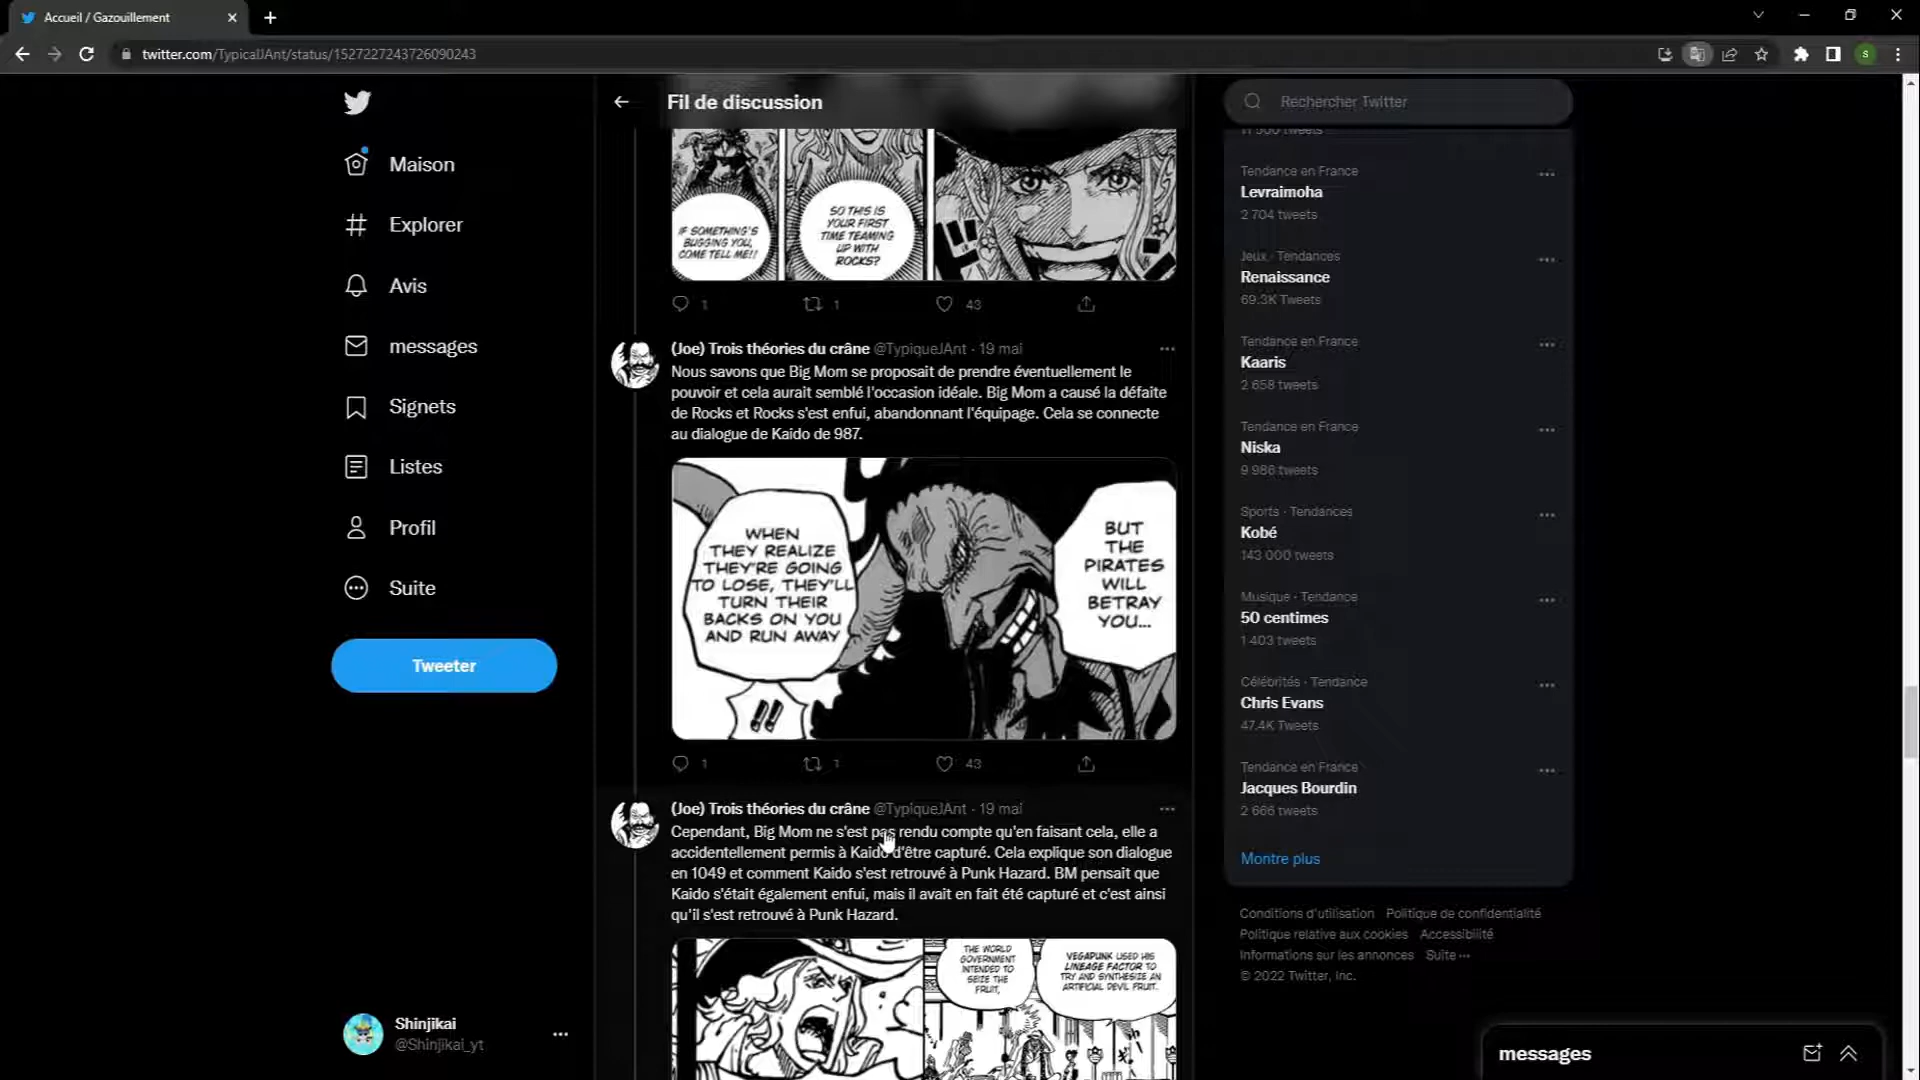 Accueil / Gazouillement
twitter.com/TypicalJAnt/status/1527227243726090243
S
Maison
Explorer
Avis
messages
Signets
Listes
Profil
Suite
Tweeter
Shinjikai
@Shinjikai_yt
Fil de discussion
IF SOMETHING'S
BUGGING YOU,
COME TELL ME!!
SO THIS IS
YOUR FIRST
TIME TEAMING
UP WITH
ROCKS?
1
1
43
(Joe) Trois théories du crâne @TypiqueJAnt · 19 mai
Nous savons que Big Mom se proposait de prendre éventuellement le
pouvoir et cela aurait semblé l'occasion idéale. Big Mom a causé la défaite
de Rocks et Rocks s'est enfui, abandonnant l'équipage. Cela se connecte
au dialogue de Kaido de 987.
WHEN
THEY REALIZE
THEY'RE GOING
TO LOSE, THEY'LL
TURN THEIR
BACKS ON YOU
AND RUN AWAY
!!
BUT
THE
PIRATES
WILL
BETRAY
YOU...
1
1
43
(Joe) Trois théories du crâne @TypiqueJAnt · 19 mai
Cependant, Big Mom ne s'est pas rendu compte qu'en faisant cela, elle a
accidentellement permis à Kaido d'être capturé. Cela explique son dialogue
en 1049 et comment Kaido s'est retrouvé à Punk Hazard. BM pensait que
Kaido s'était également enfui, mais il avait en fait été capturé et c'est ainsi
qu'il s'est retrouvé à Punk Hazard.
THE WORLD
GOVERNMENT
INTENDED TO
SEIZE THE
FRUIT,
VEGAPUNK USED HIS
LINEAGE FACTOR TO
TRY AND SYNTHESIZE AN
ARTIFICIAL DEVIL FRUIT.
Rechercher Twitter
11 500 tweets
Tendance en France
Levraimoha
2 704 tweets
Jeux · Tendances
Renaissance
69.3K Tweets
Tendance en France
Kaaris
2 658 tweets
Tendance en France
Niska
9 986 tweets
Sports · Tendances
Kobé
143 000 tweets
Musique · Tendance
50 centimes
1 403 tweets
Célébrités · Tendance
Chris Evans
47.4K Tweets
Tendance en France
Jacques Bourdin
2 666 tweets
Montre plus
Conditions d'utilisation Politique de confidentialité
Politique relative aux cookies Accessibilité
Informations sur les annonces Suite ···
© 2022 Twitter, Inc.
messages